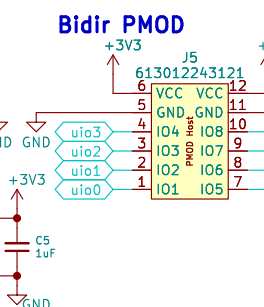 Bidir PMOD
+3V3
J5
613012243121
6 VCC VCC 12
5 GND GND 11
GND
uio3 4 IO4 IO8 10
uio2 3 IO3 IO7 9
uio1 2 IO2 IO6 8
uio0 1 IO1 IO5 7
PMOD Host
+3V3
C5
1uF
GND